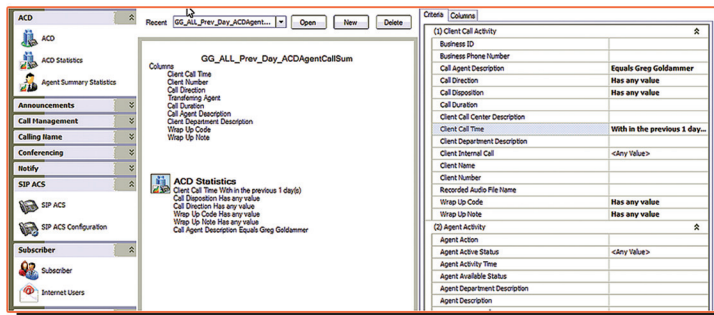 ACD
ACD
ACD Statistics
Agent Summary Statistics
Announcements
Call Management
Calling Name
Conferencing
Notify
SIP ACS
SIP ACS
SIP ACS Configuration
Subscriber
Subscriber
Internet Users
Recent GG_ALL_Prev_Day_ACDAgent... Open New Delete
GG_ALL_Prev_Day_ACDAgentCallSum
Columns
Client Call Time
Client Number
Call Direction
Transferring Agent
Call Duration
Call Agent Description
Client Department Description
Wrap Up Code
Wrap Up Note
ACD Statistics
Client Call Time With in the previous 1 day(s)
Call Disposition Has any value
Call Direction Has any value
Wrap Up Code Has any value
Wrap Up Note Has any value
Call Agent Description Equals Greg Goldammer
Criteria Columns
(1) Client Call Activity
Business ID
Business Phone Number
Call Agent Description Equals Greg Goldammer
Call Direction Has any value
Call Disposition Has any value
Call Duration
Client Call Center Description
Client Call Time With in the previous 1 day...
Client Department Description
Client Internal Call <Any Value>
Client Name
Client Number
Recorded Audio File Name
Wrap Up Code Has any value
Wrap Up Note Has any value
(2) Agent Activity
Agent Action
Agent Active Status <Any Value>
Agent Activity Time
Agent Available Status
Agent Department Description
Agent Description